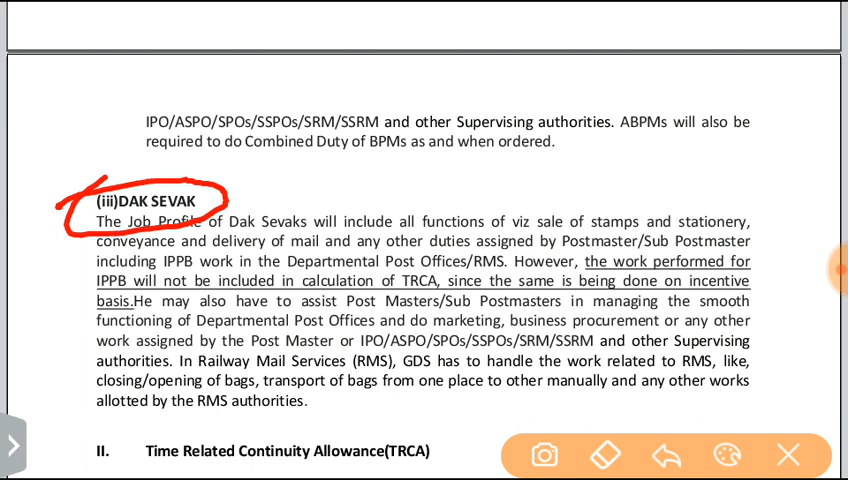 IPO/ASPO/SPOs/SSPOs/SRM/SSRM and other Supervising authorities. ABPMs will also be
required to do Combined Duty of BPMs as and when ordered.
(iii)DAK SEVAK
The Job Profile of Dak Sevaks will include all functions of viz sale of stamps and stationery,
conveyance and delivery of mail and any other duties assigned by Postmaster/Sub Postmaster
including IPPB work in the Departmental Post Offices/RMS. However, the work performed for
IPPB will not be included in calculation of TRCA, since the same is being done on incentive
basis.He may also have to assist Post Masters/Sub Postmasters in managing the smooth
functioning of Departmental Post Offices and do marketing, business procurement or any other
work assigned by the Post Master or IPO/ASPO/SPOs/SSPOs/SRM/SSRM and other Supervising
authorities. In Railway Mail Services (RMS), GDS has to handle the work related to RMS, like,
closing/opening of bags, transport of bags from one place to other manually and any other works
allotted by the RMS authorities.
II. Time Related Continuity Allowance(TRCA)